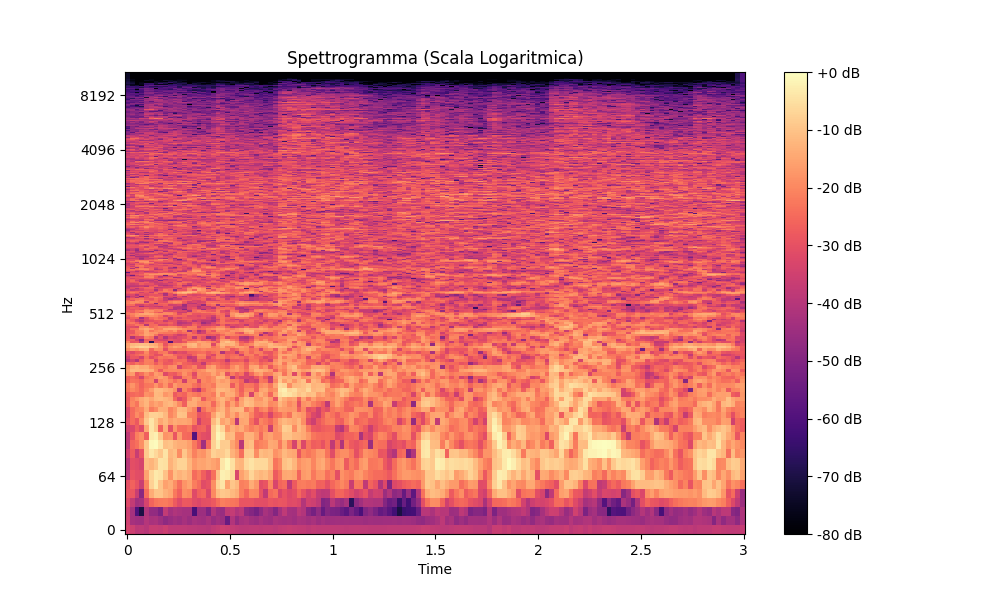 Spettrogramma (Scala Logaritmica)
Hz
8192
4096
2048
1024
512
256
128
64
0
0
0.5
1
1.5
2
2.5
3
Time
+0 dB
-10 dB
-20 dB
-30 dB
-40 dB
-50 dB
-60 dB
-70 dB
-80 dB